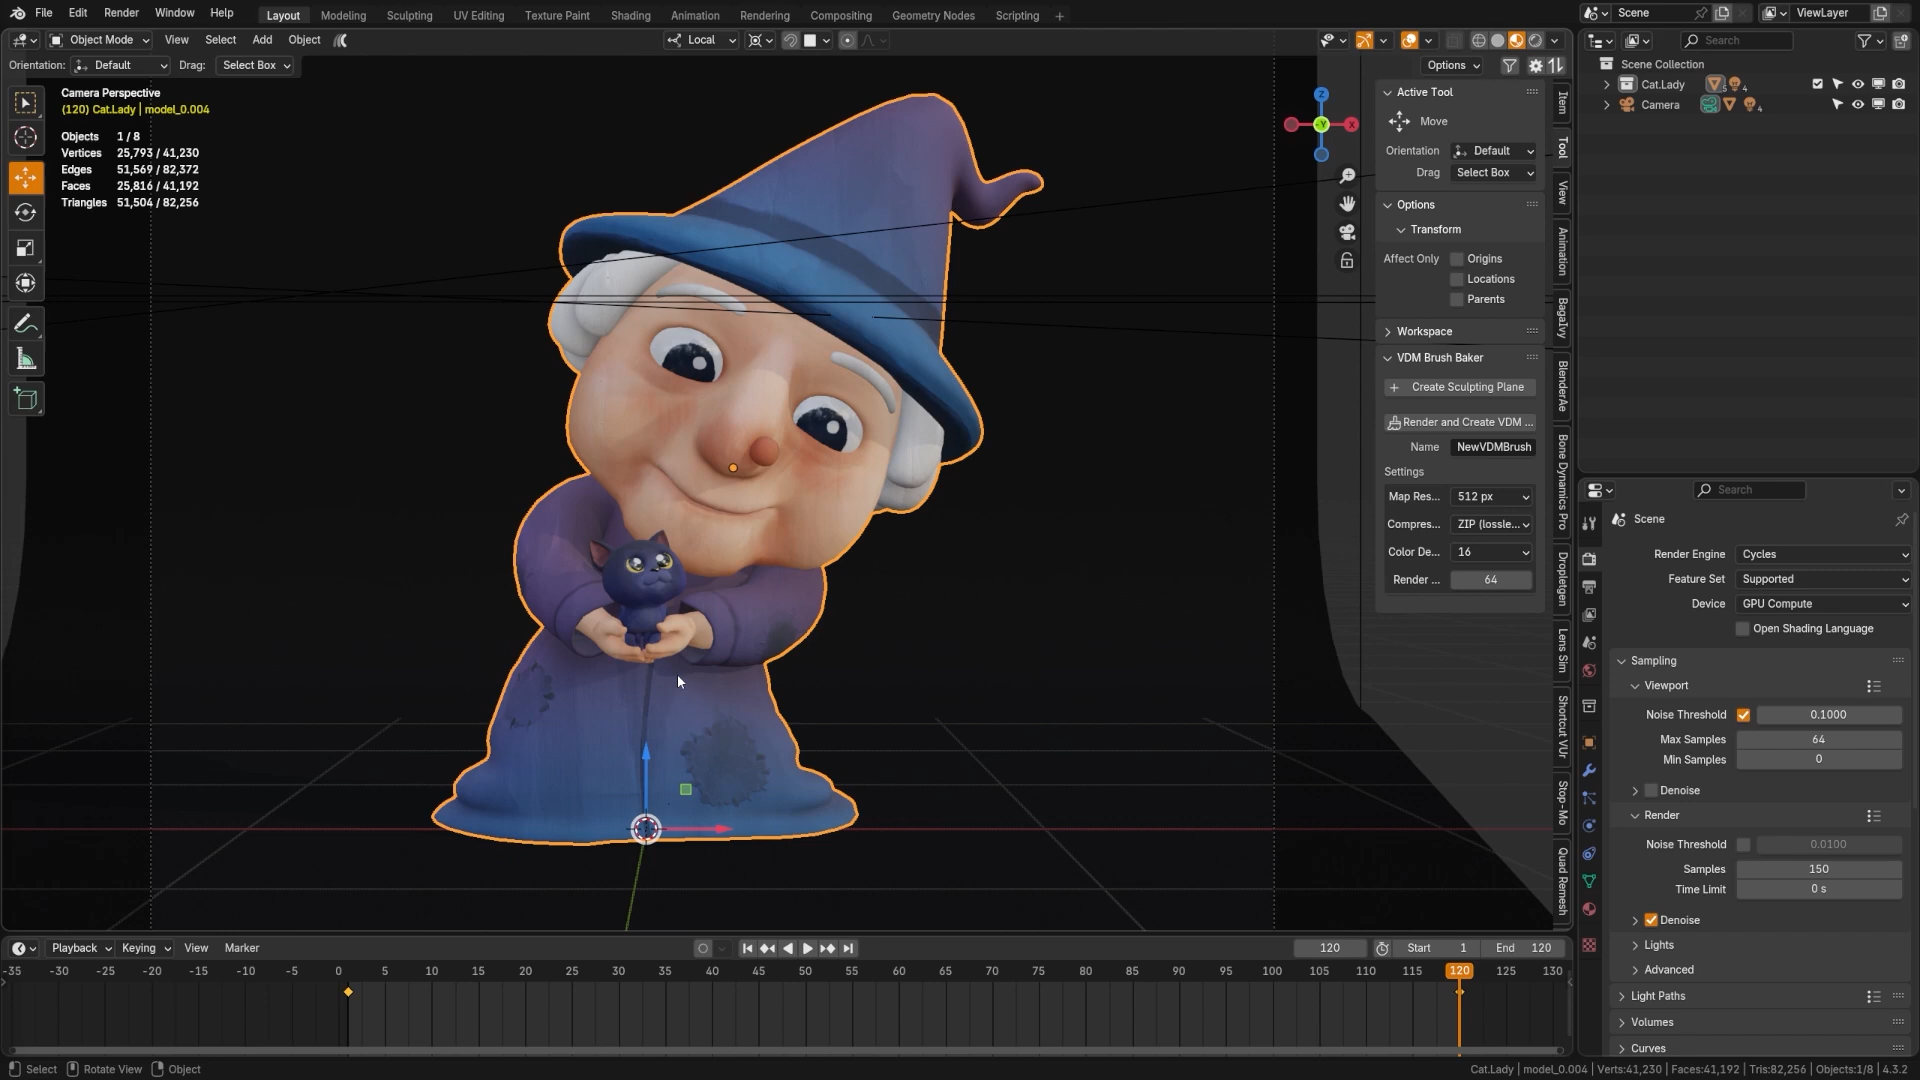 File Edit Render Window Help Layout Modeling Sculpting UV Editing Texture Paint Shading Animation Rendering Compositing Geometry Nodes Scripting + Scene ViewLayer
Object Mode View Select Add Object Local Search
Orientation: Default Drag: Select Box Options
Scene Collection
Cat.Lady
Camera
Camera Perspective
(120) Cat.Lady | model_0.004
Objects 1 / 8
Vertices 25,793 / 41,230
Edges 51,569 / 82,372
Faces 25,816 / 41,192
Triangles 51,504 / 82,256
Z
Y
X
Active Tool
Move
Orientation Default
Drag Select Box
Options
Transform
Affect Only Origins
Locations
Parents
Workspace
VDM Brush Baker
Create Sculpting Plane
Render and Create VDM ...
Name NewVDMBrush
Settings
Map Res... 512 px
Compres... ZIP (lossle...
Color De... 16
Render ... 64
Item
Tool
View
Animation
BagaIvy
BlenderAe
Bone Dynamics Pro
Dropletgen
Lens Sim
Shortcut VUr
Stop-Mo
Quad Remesh
Search
Scene
Render Engine Cycles
Feature Set Supported
Device GPU Compute
Open Shading Language
Sampling
Viewport
Noise Threshold 0.1000
Max Samples 64
Min Samples 0
Denoise
Render
Noise Threshold 0.0100
Samples 150
Time Limit 0 s
Denoise
Lights
Advanced
Light Paths
Volumes
Curves
Playback Keying View Marker 120 Start 1 End 120
-35 -30 -25 -20 -15 -10 -5 0 5 10 15 20 25 30 35 40 45 50 55 60 65 70 75 80 85 90 95 100 105 110 115 120 125 130
Select Rotate View Object Cat.Lady | model_0.004 | Verts:41,230 | Faces:41,192 | Tris:82,256 | Objects:1/8 | 4.3.2